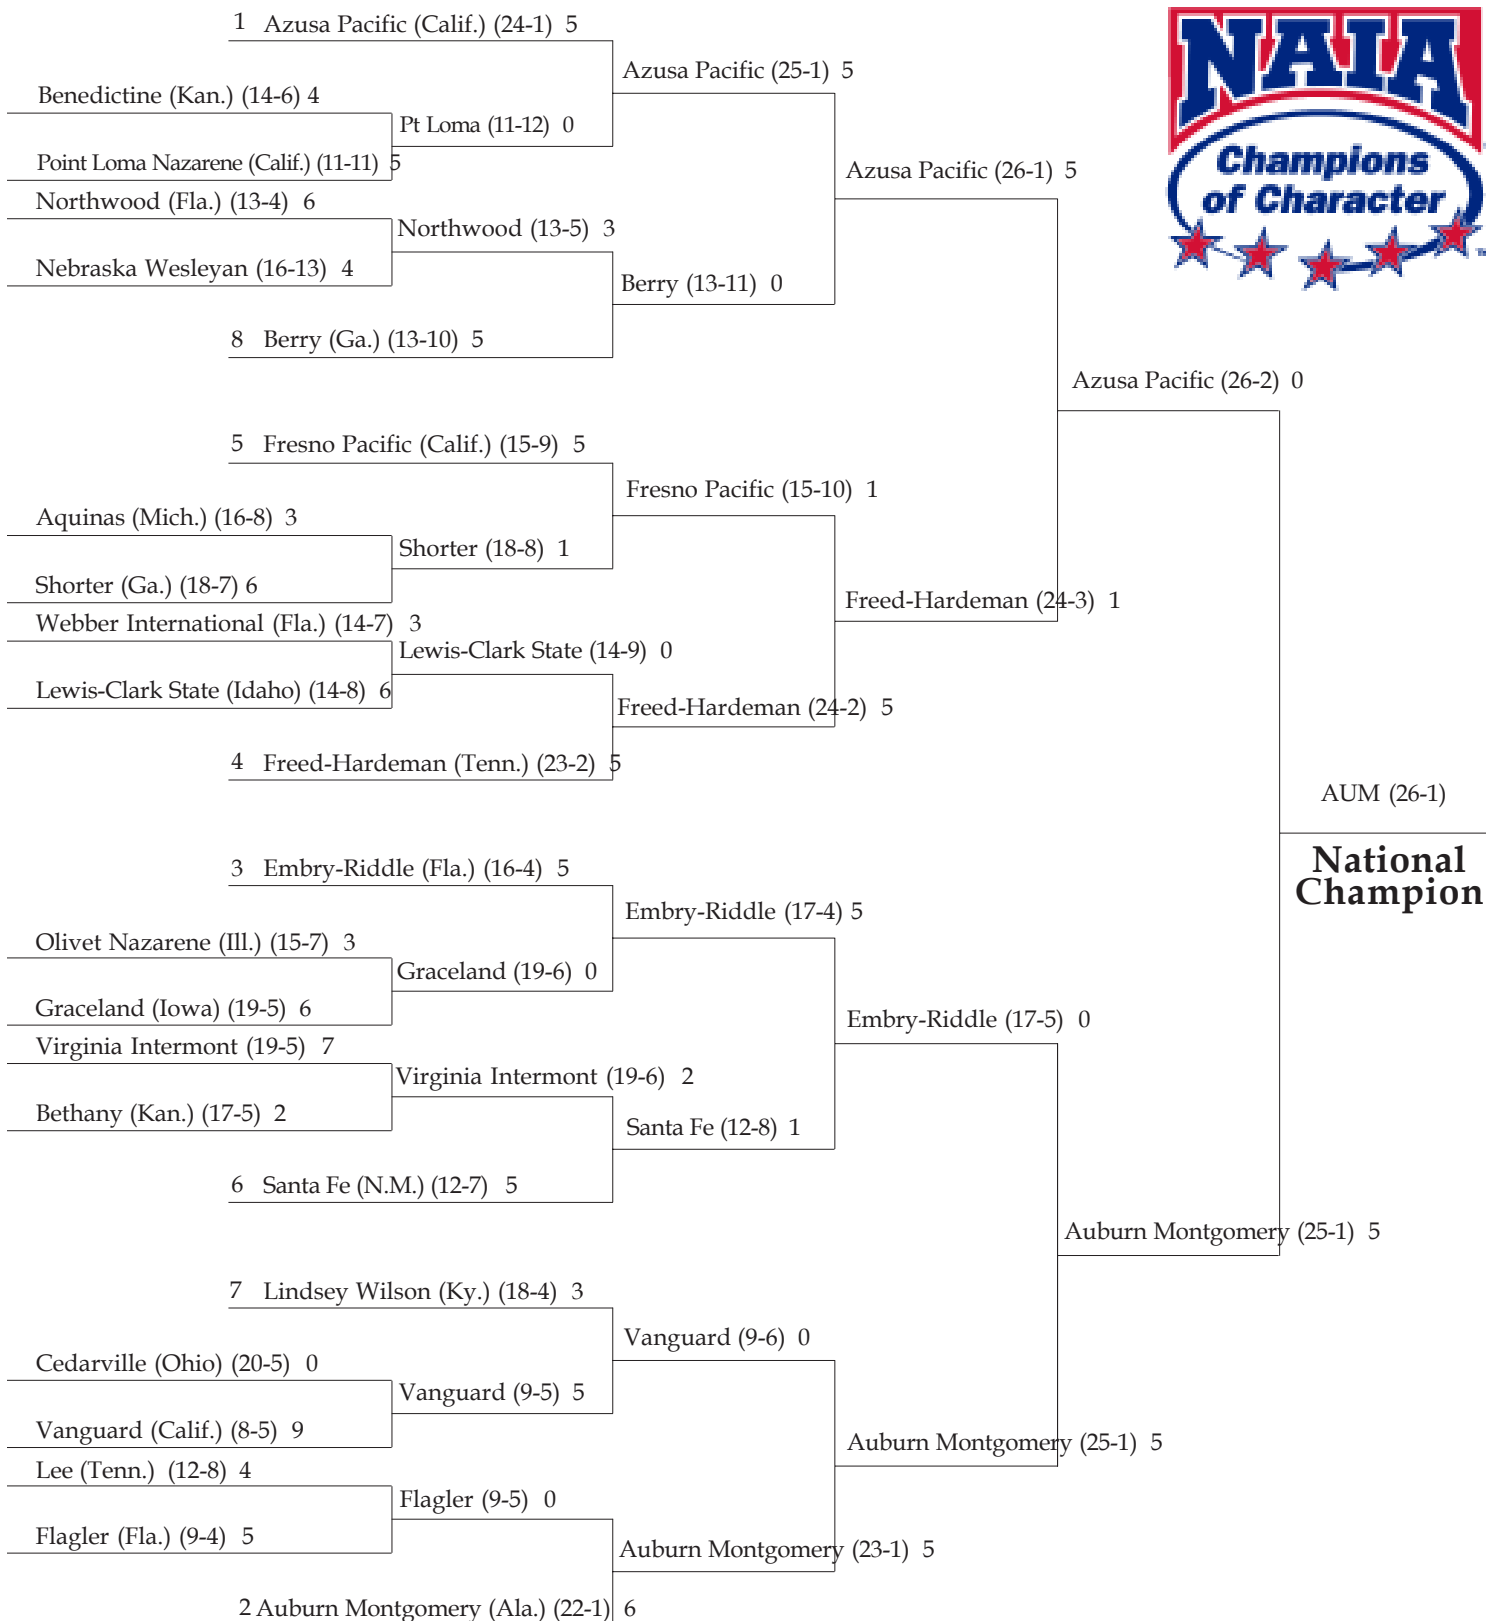 1 Azusa Pacific (Calif.) (24-1) 5
NAIA
Champions
of Character
Azusa Pacific (25-1) 5
Benedictine (Kan.) (14-6) 4
Pt Loma (11-12) 0
Point Loma Nazarene (Calif.) (11-11) 5
Azusa Pacific (26-1) 5
Northwood (Fla.) (13-4) 6
Northwood (13-5) 3
Nebraska Wesleyan (16-13) 4
Berry (13-11) 0
8 Berry (Ga.) (13-10) 5
Azusa Pacific (26-2) 0
5 Fresno Pacific (Calif.) (15-9) 5
Fresno Pacific (15-10) 1
Aquinas (Mich.) (16-8) 3
Shorter (18-8) 1
Shorter (Ga.) (18-7) 6
Freed-Hardeman (24-3) 1
Webber International (Fla.) (14-7) 3
Lewis-Clark State (14-9) 0
Lewis-Clark State (Idaho) (14-8) 6
Freed-Hardeman (24-2) 5
4 Freed-Hardeman (Tenn.) (23-2) 5
AUM (26-1)
National
Champion
3 Embry-Riddle (Fla.) (16-4) 5
Embry-Riddle (17-4) 5
Olivet Nazarene (Ill.) (15-7) 3
Graceland (19-6) 0
Graceland (Iowa) (19-5) 6
Embry-Riddle (17-5) 0
Virginia Intermont (19-5) 7
Virginia Intermont (19-6) 2
Bethany (Kan.) (17-5) 2
Santa Fe (12-8) 1
6 Santa Fe (N.M.) (12-7) 5
Auburn Montgomery (25-1) 5
7 Lindsey Wilson (Ky.) (18-4) 3
Vanguard (9-6) 0
Cedarville (Ohio) (20-5) 0
Vanguard (9-5) 5
Vanguard (Calif.) (8-5) 9
Auburn Montgomery (25-1) 5
Lee (Tenn.) (12-8) 4
Flagler (9-5) 0
Flagler (Fla.) (9-4) 5
Auburn Montgomery (23-1) 5
2 Auburn Montgomery (Ala.) (22-1) 6